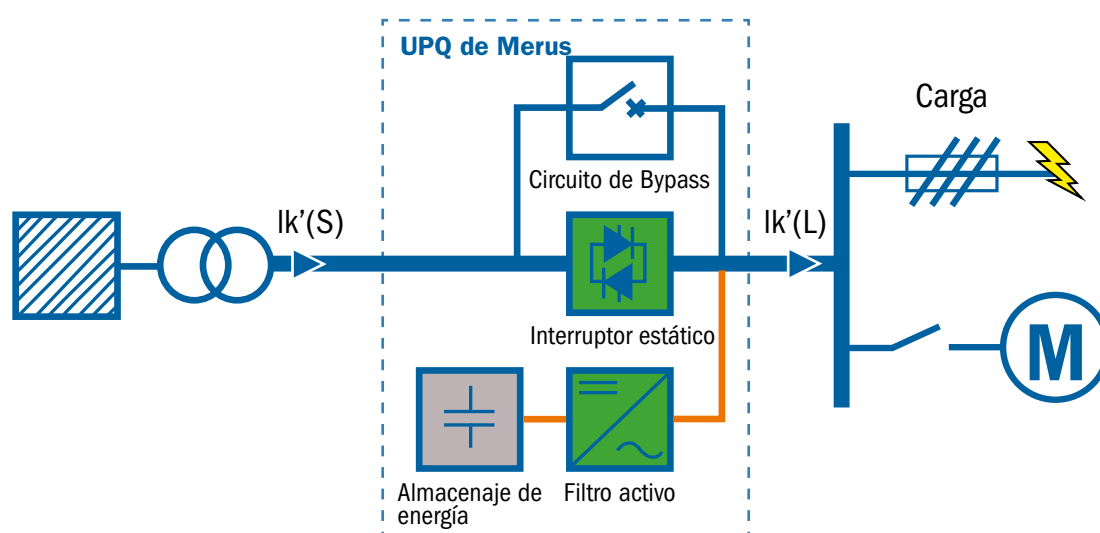 UPQ de Merus
Carga
Circuito de Bypass
Ik’(S)
Ik’(L)
Interruptor estático
M
Almacenaje de
energía
Filtro activo